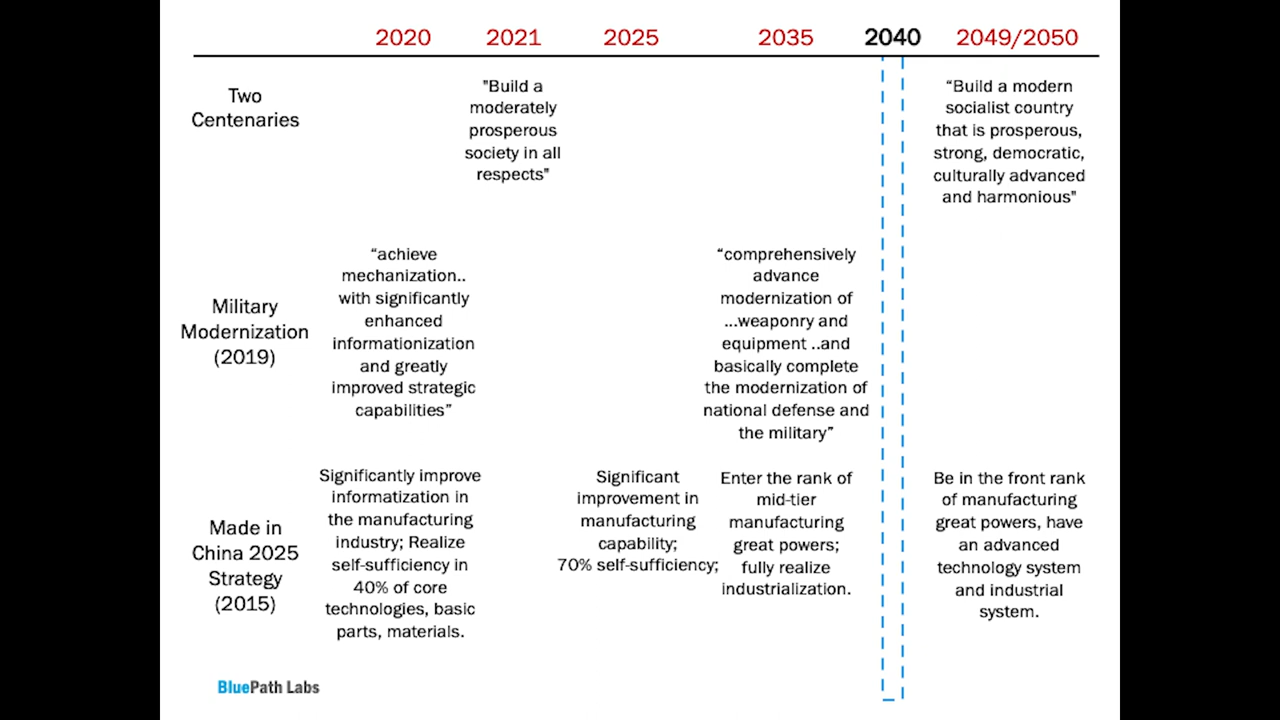 2020 2021 2025 2035 2040 2049/2050
Two
Centenaries
"Build a
moderately
prosperous
society in all
respects"
“Build a modern
socialist country
that is prosperous,
strong, democratic,
culturally advanced
and harmonious"
Military
Modernization
(2019)
“achieve
mechanization..
with significantly
enhanced
informationization
and greatly
improved strategic
capabilities”
“comprehensively
advance
modernization of
...weaponry and
equipment ..and
basically complete
the modernization of
national defense and
the military”
Made in
China 2025
Strategy
(2015)
Significantly improve
informatization in
the manufacturing
industry; Realize
self-sufficiency in
40% of core
technologies, basic
parts, materials.
Significant
improvement in
manufacturing
capability;
70% self-sufficiency;
Enter the rank of
mid-tier
manufacturing
great powers;
fully realize
industrialization.
Be in the front rank
of manufacturing
great powers, have
an advanced
technology system
and industrial
system.
BluePath Labs